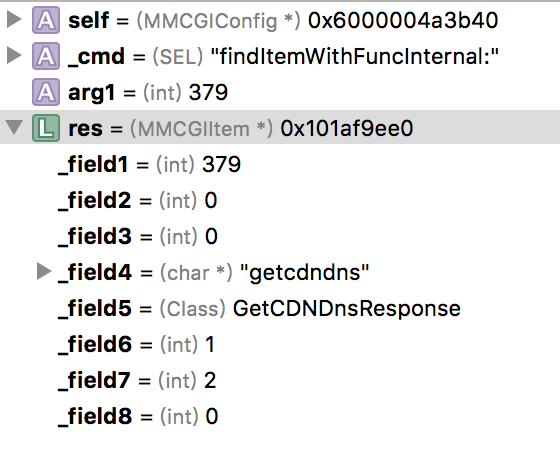 A self = (MMCGIConfig *) 0x6000004a3b40
A _cmd = (SEL) "findItemWithFuncInternal:"
A arg1 = (int) 379
L res = (MMCGIItem *) 0x101af9ee0
_field1 = (int) 379
_field2 = (int) 0
_field3 = (int) 0
_field4 = (char *) "getcdndns"
_field5 = (Class) GetCDNDnsResponse
_field6 = (int) 1
_field7 = (int) 2
_field8 = (int) 0